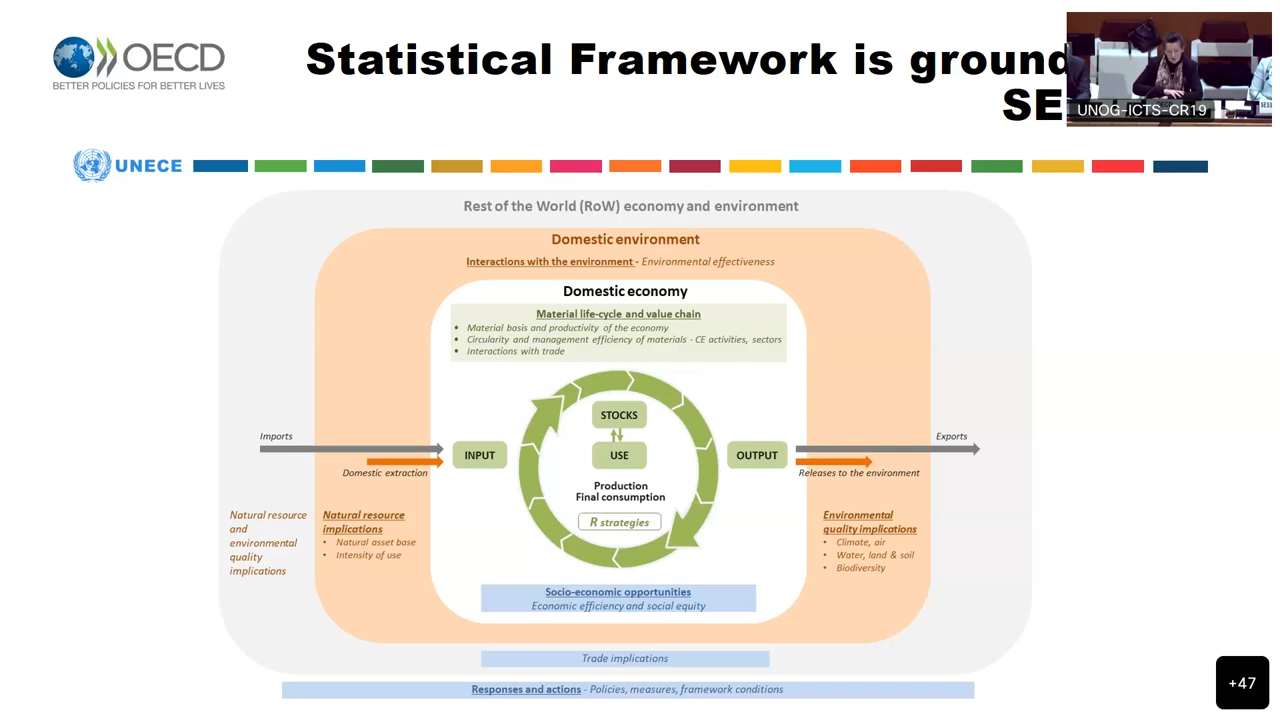 OECD
BETTER POLICIES FOR BETTER LIVES
Statistical Framework is ground
SE
UNOG-ICTS-CR19
UNECE
Rest of the World (RoW) economy and environment
Domestic environment
Interactions with the environment - Environmental effectiveness
Domestic economy
Material life-cycle and value chain
• Material basis and productivity of the economy
• Circularity and management efficiency of materials - CE activities, sectors
• Interactions with trade
STOCKS
Imports
Exports
INPUT
USE
OUTPUT
Domestic extraction
Releases to the environment
Production
Final consumption
R strategies
Natural resource
and
environmental
quality
implications
Natural resource
implications
• Natural asset base
• Intensity of use
Environmental
quality implications
• Climate, air
• Water, land & soil
• Biodiversity
Socio-economic opportunities
Economic efficiency and social equity
Trade implications
Responses and actions - Policies, measures, framework conditions
+47